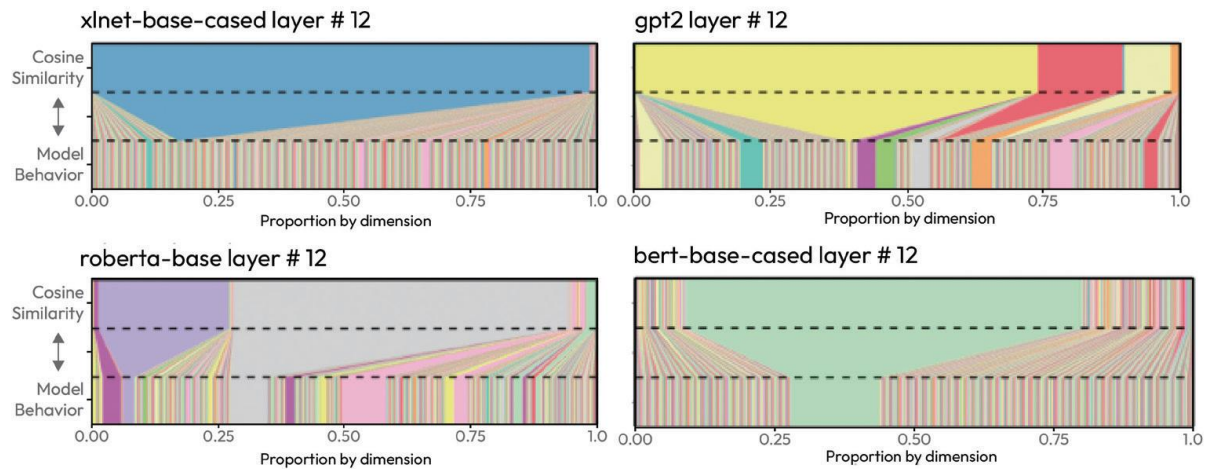 xlnet-base-cased layer # 12
Cosine
Similarity
Model
Behavior
0.00 0.25 0.50 0.75 1.0
Proportion by dimension
gpt2 layer # 12
0.00 0.25 0.50 0.75 1.0
Proportion by dimension
roberta-base layer # 12
Cosine
Similarity
Model
Behavior
0.00 0.25 0.50 0.75 1.0
Proportion by dimension
bert-base-cased layer # 12
0.00 0.25 0.50 0.75 1.0
Proportion by dimension